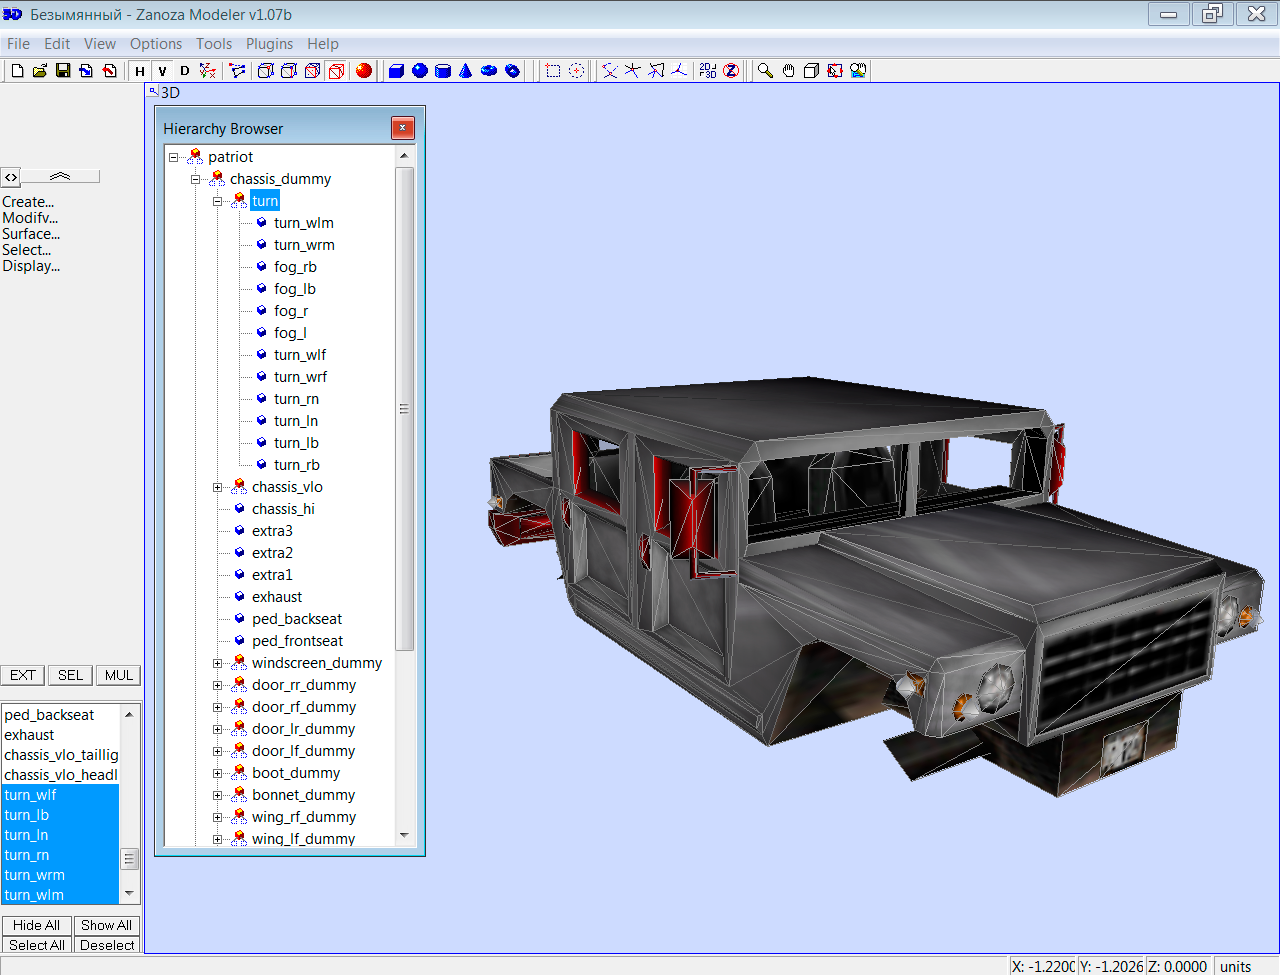 Безымянный - Zanoza Modeler v1.07b
File Edit View Options Tools Plugins Help
H V D 2D 3D Z
3D
Hierarchy Browser
patriot
chassis_dummy
turn
turn_wlm
turn_wrm
fog_rb
fog_lb
fog_r
fog_l
turn_wlf
turn_wrf
turn_rn
turn_ln
turn_lb
turn_rb
chassis_vlo
chassis_hi
extra3
extra2
extra1
exhaust
ped_backseat
ped_frontseat
windscreen_dummy
door_rr_dummy
door_rf_dummy
door_lr_dummy
door_lf_dummy
boot_dummy
bonnet_dummy
wing_rf_dummy
wing_lf_dummy
Create...
Modify...
Surface...
Select...
Display...
EXT SEL MUL
ped_backseat
exhaust
chassis_vlo_taillig
chassis_vlo_headl
turn_wlf
turn_lb
turn_ln
turn_rn
turn_wrm
turn_wlm
Hide All Show All
Select All Deselect
X: -1.2200 Y: -1.2026 Z: 0.0000 units